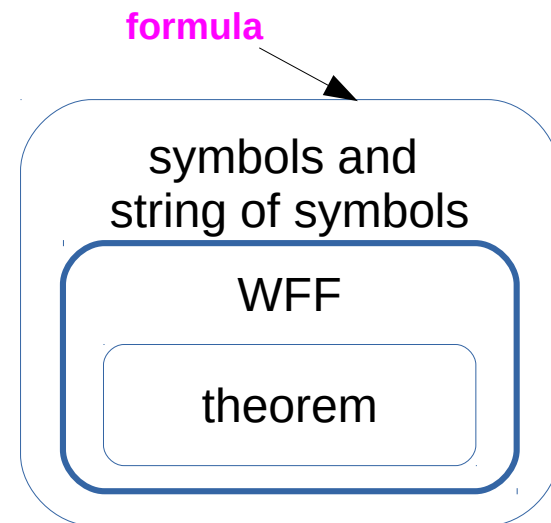 formula
symbols and
string of symbols
WFF
theorem